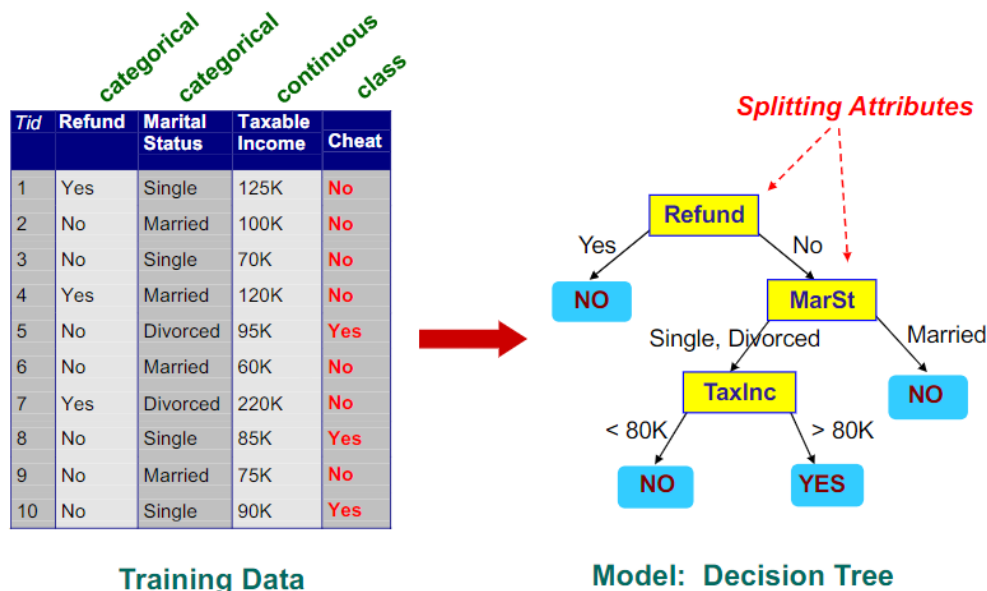 categorical categorical continuous class
Tid Refund Marital Status Taxable Income Cheat
1 Yes Single 125K No
2 No Married 100K No
3 No Single 70K No
4 Yes Married 120K No
5 No Divorced 95K Yes
6 No Married 60K No
7 Yes Divorced 220K No
8 No Single 85K Yes
9 No Married 75K No
10 No Single 90K Yes
Training Data
Splitting Attributes
Refund
Yes No
NO MarSt
Single, Divorced Married
TaxInc NO
< 80K > 80K
NO YES
Model: Decision Tree